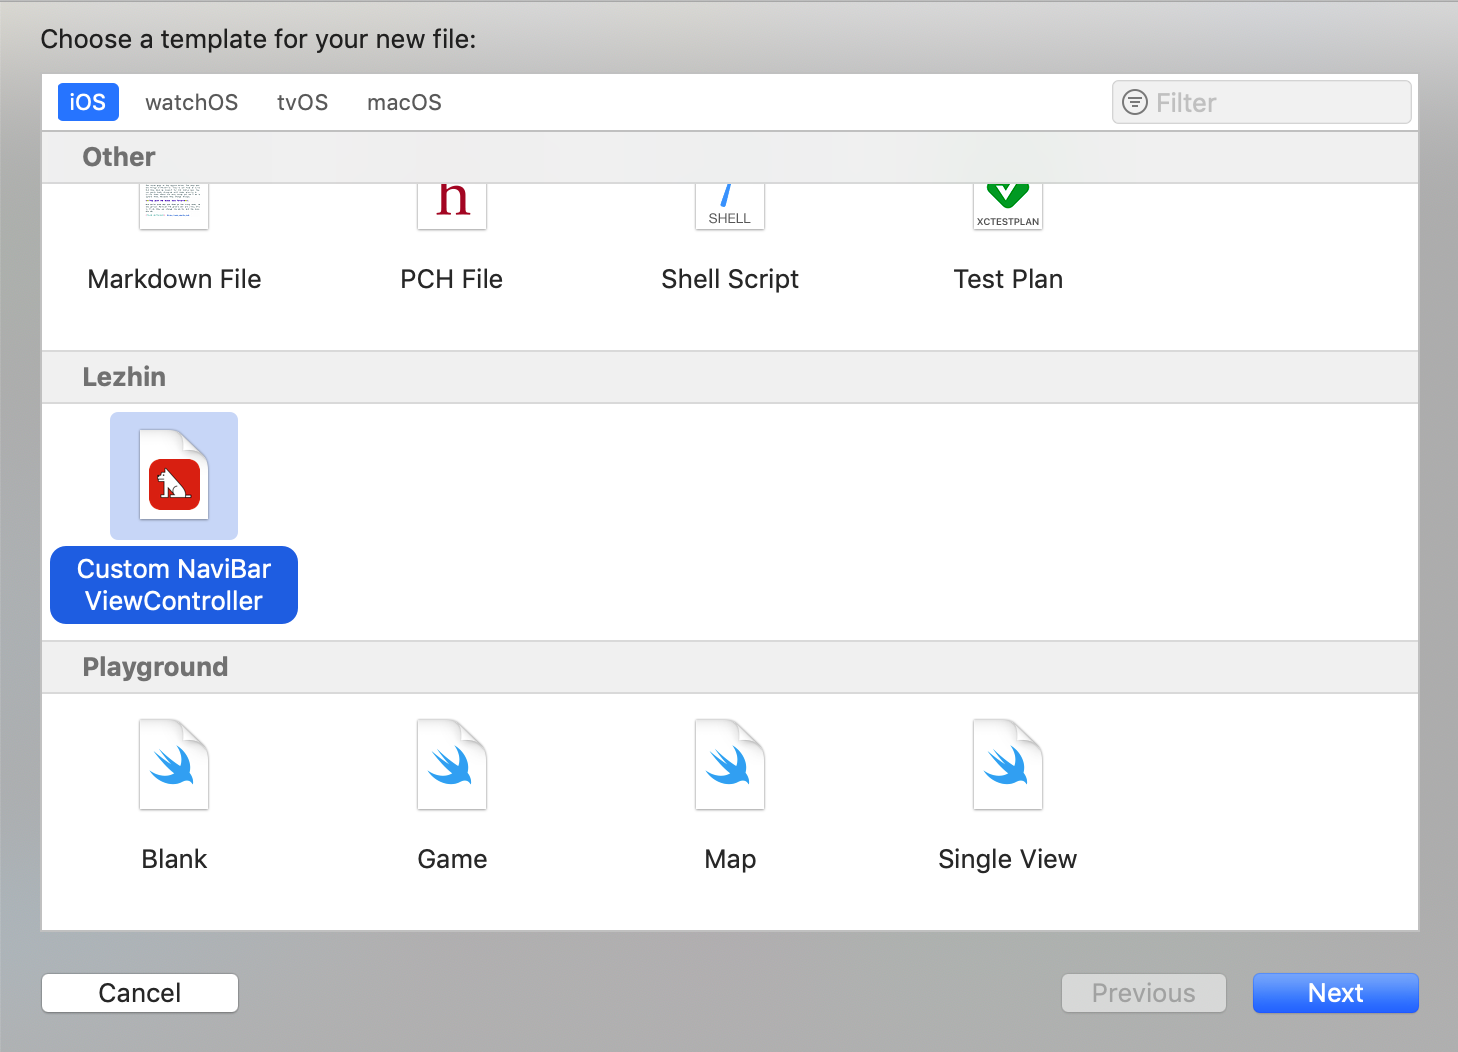 Choose a template for your new file:
iOS watchOS tvOS macOS Filter
Other
h SHELL XCTESTPLAN
Markdown File PCH File Shell Script Test Plan
Lezhin
Custom NaviBar
ViewController
Playground
Blank Game Map Single View
Cancel Previous Next